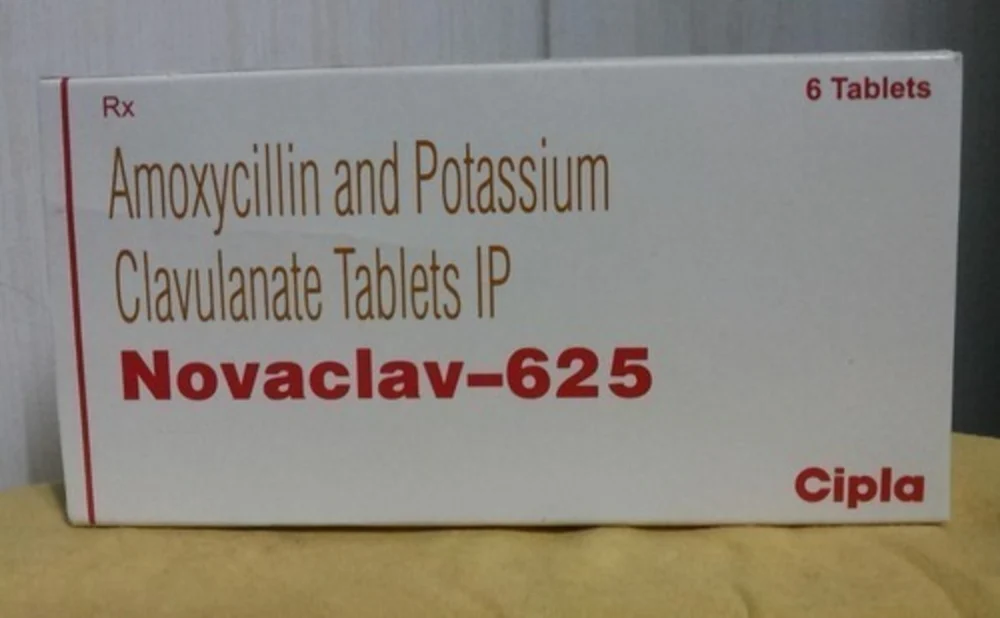 Rx
6 Tablets
Amoxycillin and Potassium
Clavulanate Tablets IP
Novaclav-625
Cipla